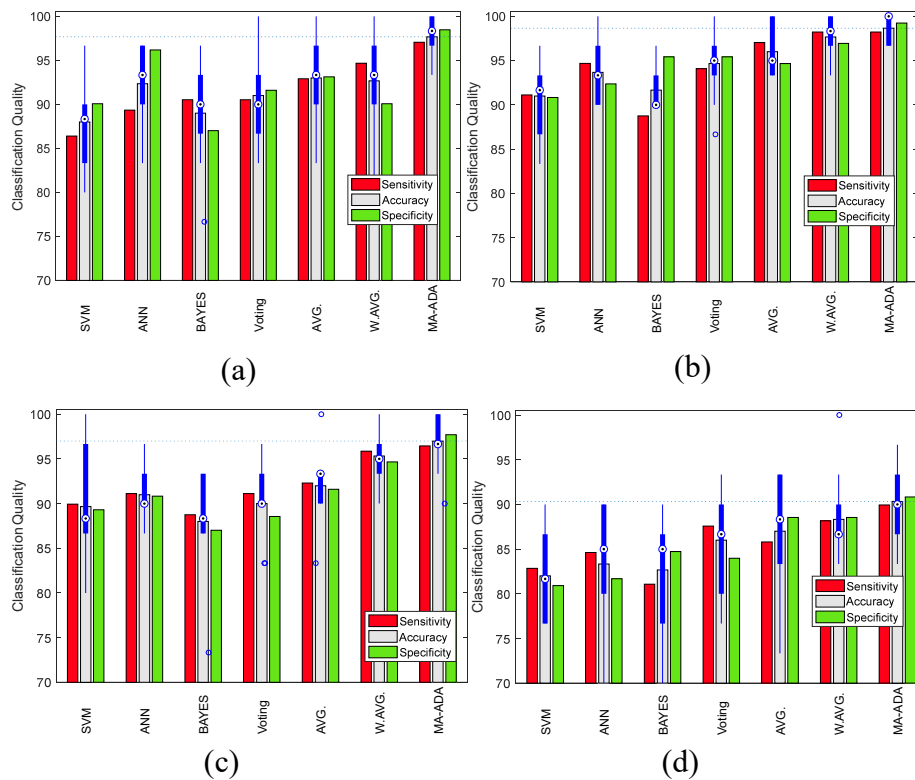 Classification Quality
100
95
90
85
80
75
70
Sensitivity
Accuracy
Specificity
SVM
ANN
BAYES
Voting
AVG.
W.AVG.
MA-ADA
(a)
Classification Quality
100
95
90
85
80
75
70
Sensitivity
Accuracy
Specificity
SVM
ANN
BAYES
Voting
AVG.
W.AVG.
MA-ADA
(b)
Classification Quality
100
95
90
85
80
75
70
Sensitivity
Accuracy
Specificity
SVM
ANN
BAYES
Voting
AVG.
W.AVG.
MA-ADA
(c)
Classification Quality
100
95
90
85
80
75
70
Sensitivity
Accuracy
Specificity
SVM
ANN
BAYES
Voting
AVG.
W.AVG.
MA-ADA
(d)